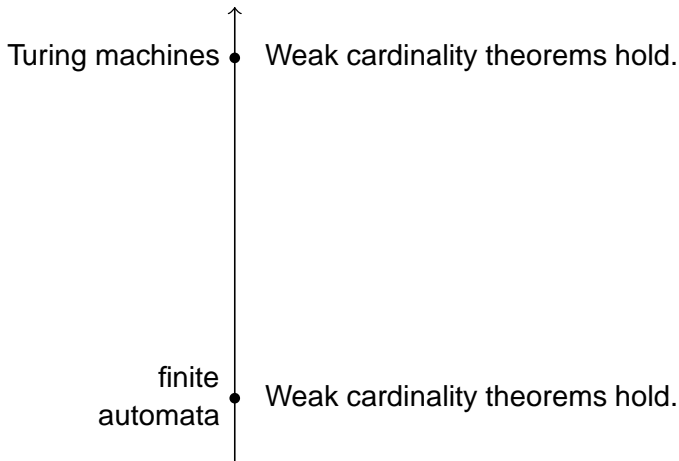 Turing machines Weak cardinality theorems hold.
finite
automata Weak cardinality theorems hold.